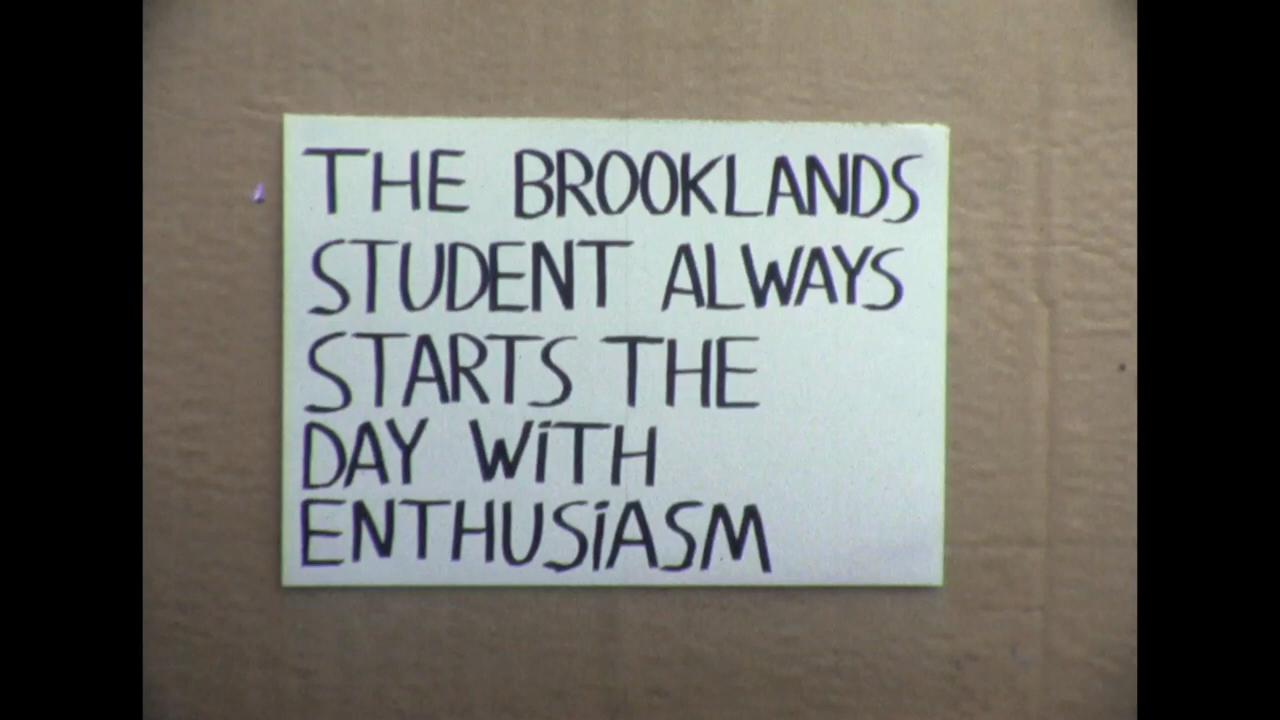 THE BROOKLANDS
STUDENT ALWAYS
STARTS THE
DAY WiTH
ENTHUSiASM